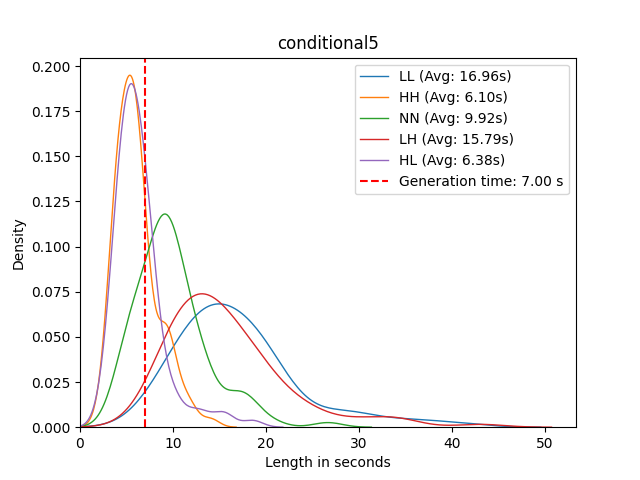 conditional5
LL (Avg: 16.96s)
HH (Avg: 6.10s)
NN (Avg: 9.92s)
LH (Avg: 15.79s)
HL (Avg: 6.38s)
Generation time: 7.00 s
Density
0.200
0.175
0.150
0.125
0.100
0.075
0.050
0.025
0.000
0 10 20 30 40 50
Length in seconds